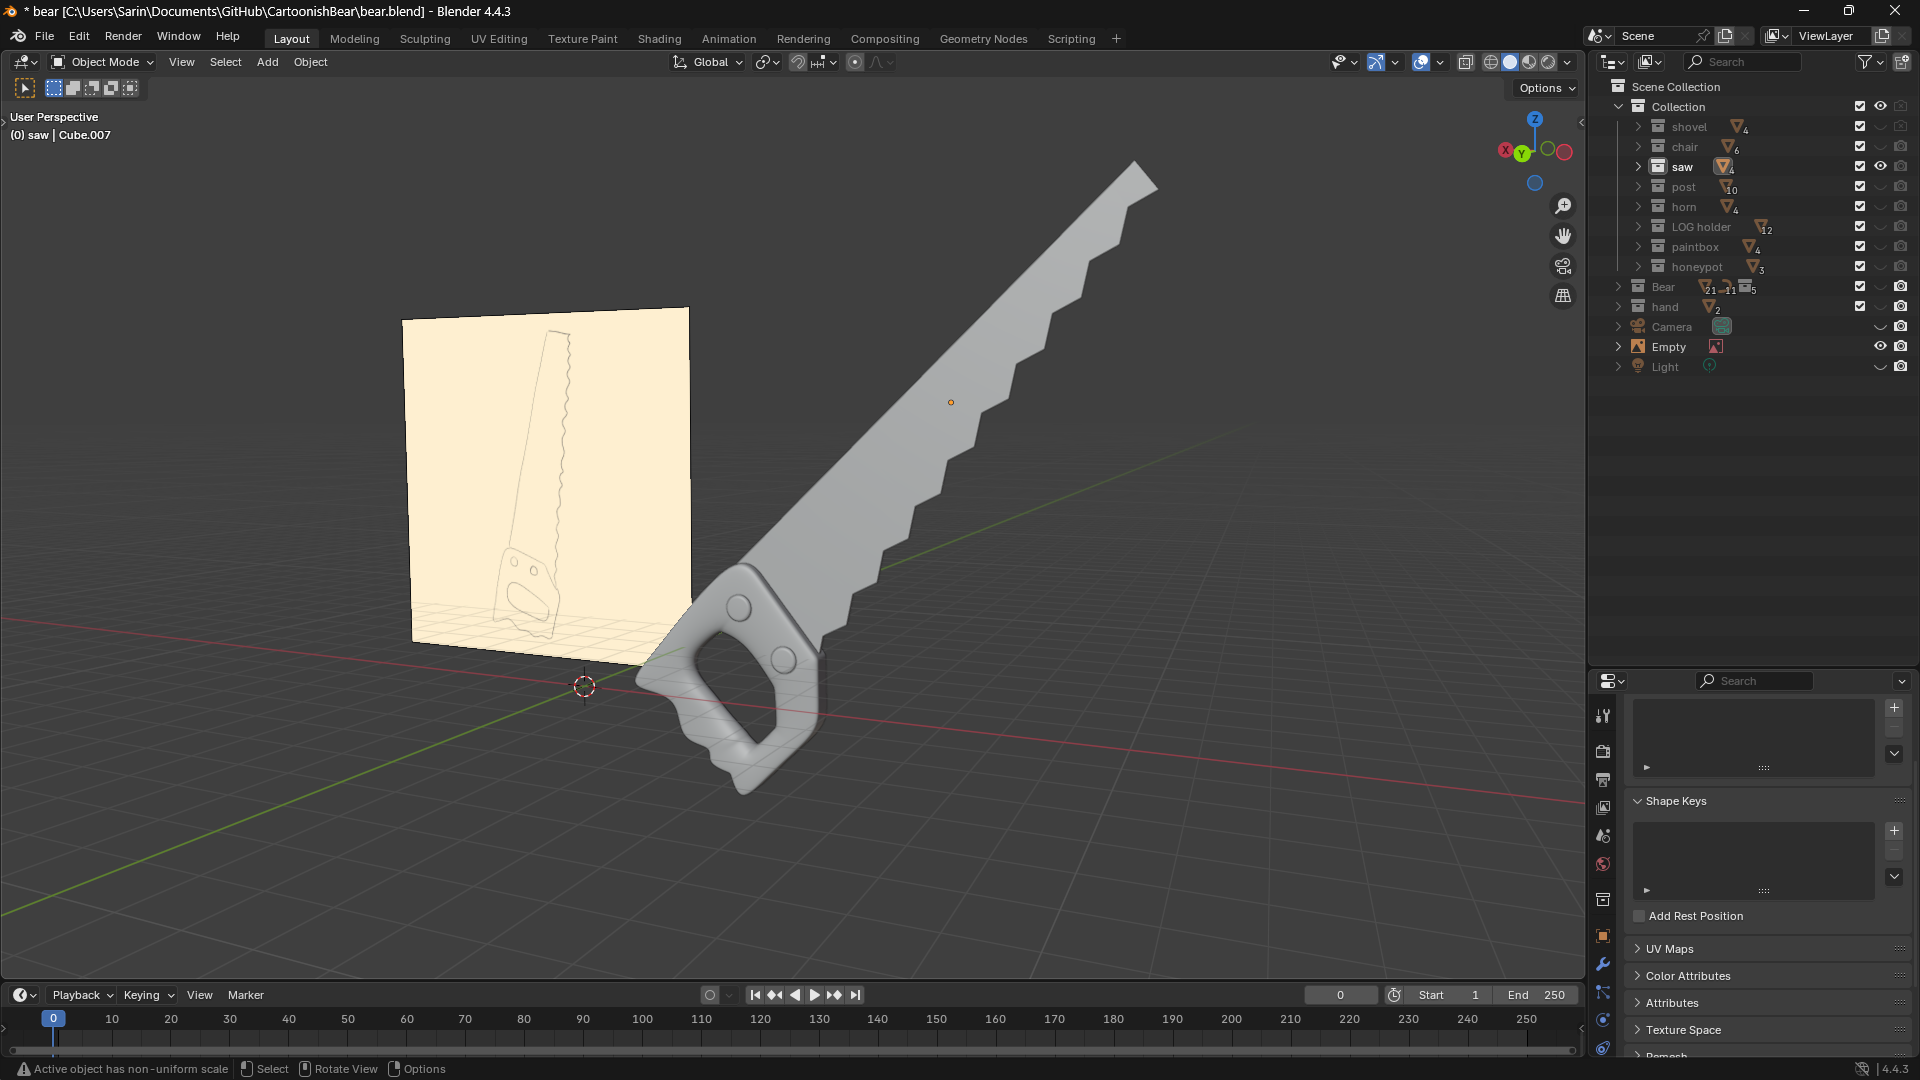 * bear [C:\Users\Sarin\Documents\GitHub\CartoonishBear\bear.blend] - Blender 4.4.3
File Edit Render Window Help
Layout Modeling Sculpting UV Editing Texture Paint Shading Animation Rendering Compositing Geometry Nodes Scripting +
Scene
ViewLayer
Object Mode View Select Add Object
Global
Search
Options
User Perspective
(0) saw | Cube.007
Z
X
Y
Scene Collection
Collection
shovel 4
chair 6
saw 4
post 10
horn 4
LOG holder 12
paintbox 4
honeypot 3
Bear 21 11 5
hand 2
Camera
Empty
Light
Search
Shape Keys
Add Rest Position
UV Maps
Color Attributes
Attributes
Texture Space
Remesh
Playback Keying View Marker
0
Start 1
End 250
0 10 20 30 40 50 60 70 80 90 100 110 120 130 140 150 160 170 180 190 200 210 220 230 240 250
Active object has non-uniform scale Select Rotate View Options
4.4.3